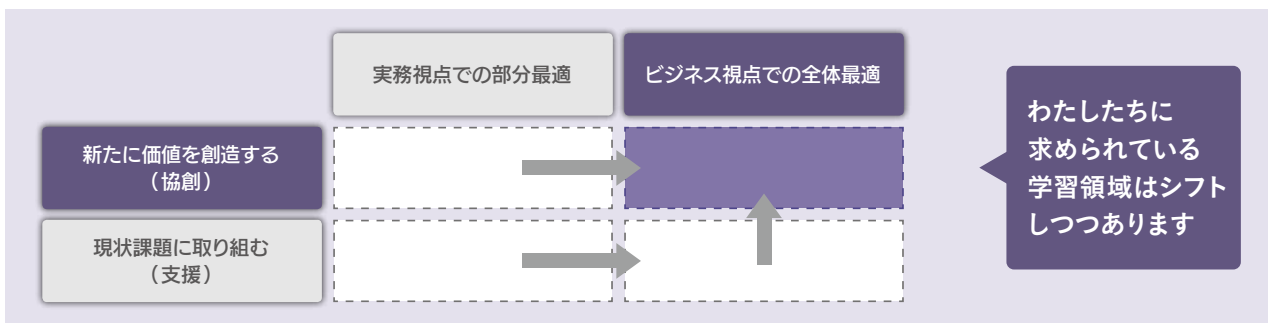 実務視点での部分最適
ビジネス視点での全体最適
新たに価値を創造する
（協創）
現状課題に取り組む
（支援）
わたしたちに
求められている
学習領域はシフト
しつつあります